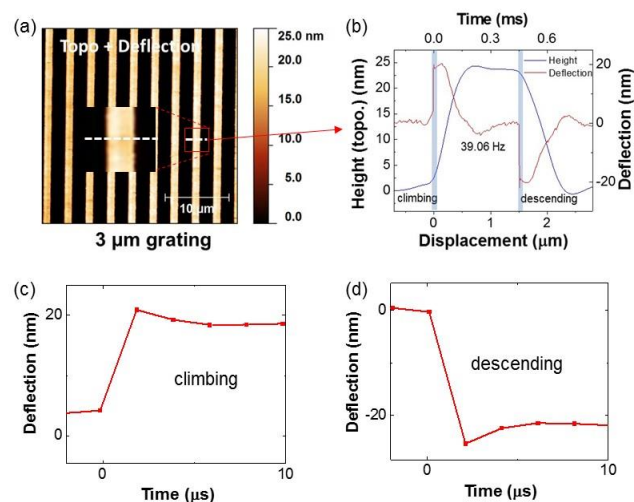 (a)
Topo + Deflection
10 μm
3 μm grating
25.0 nm
20.0
15.0
10.0
5.0
0.0
(b)
Time (ms)
0.0 0.3 0.6
Height (topo.) (nm)
25
20
15
10
5
0
Height
Deflection
39.06 Hz
climbing
descending
20
0
-20
Deflection (nm)
0 1 2
Displacement (μm)
(c)
Deflection (nm)
20
0
climbing
0 10
Time (μs)
(d)
Deflection (nm)
0
-20
descending
0 10
Time (μs)